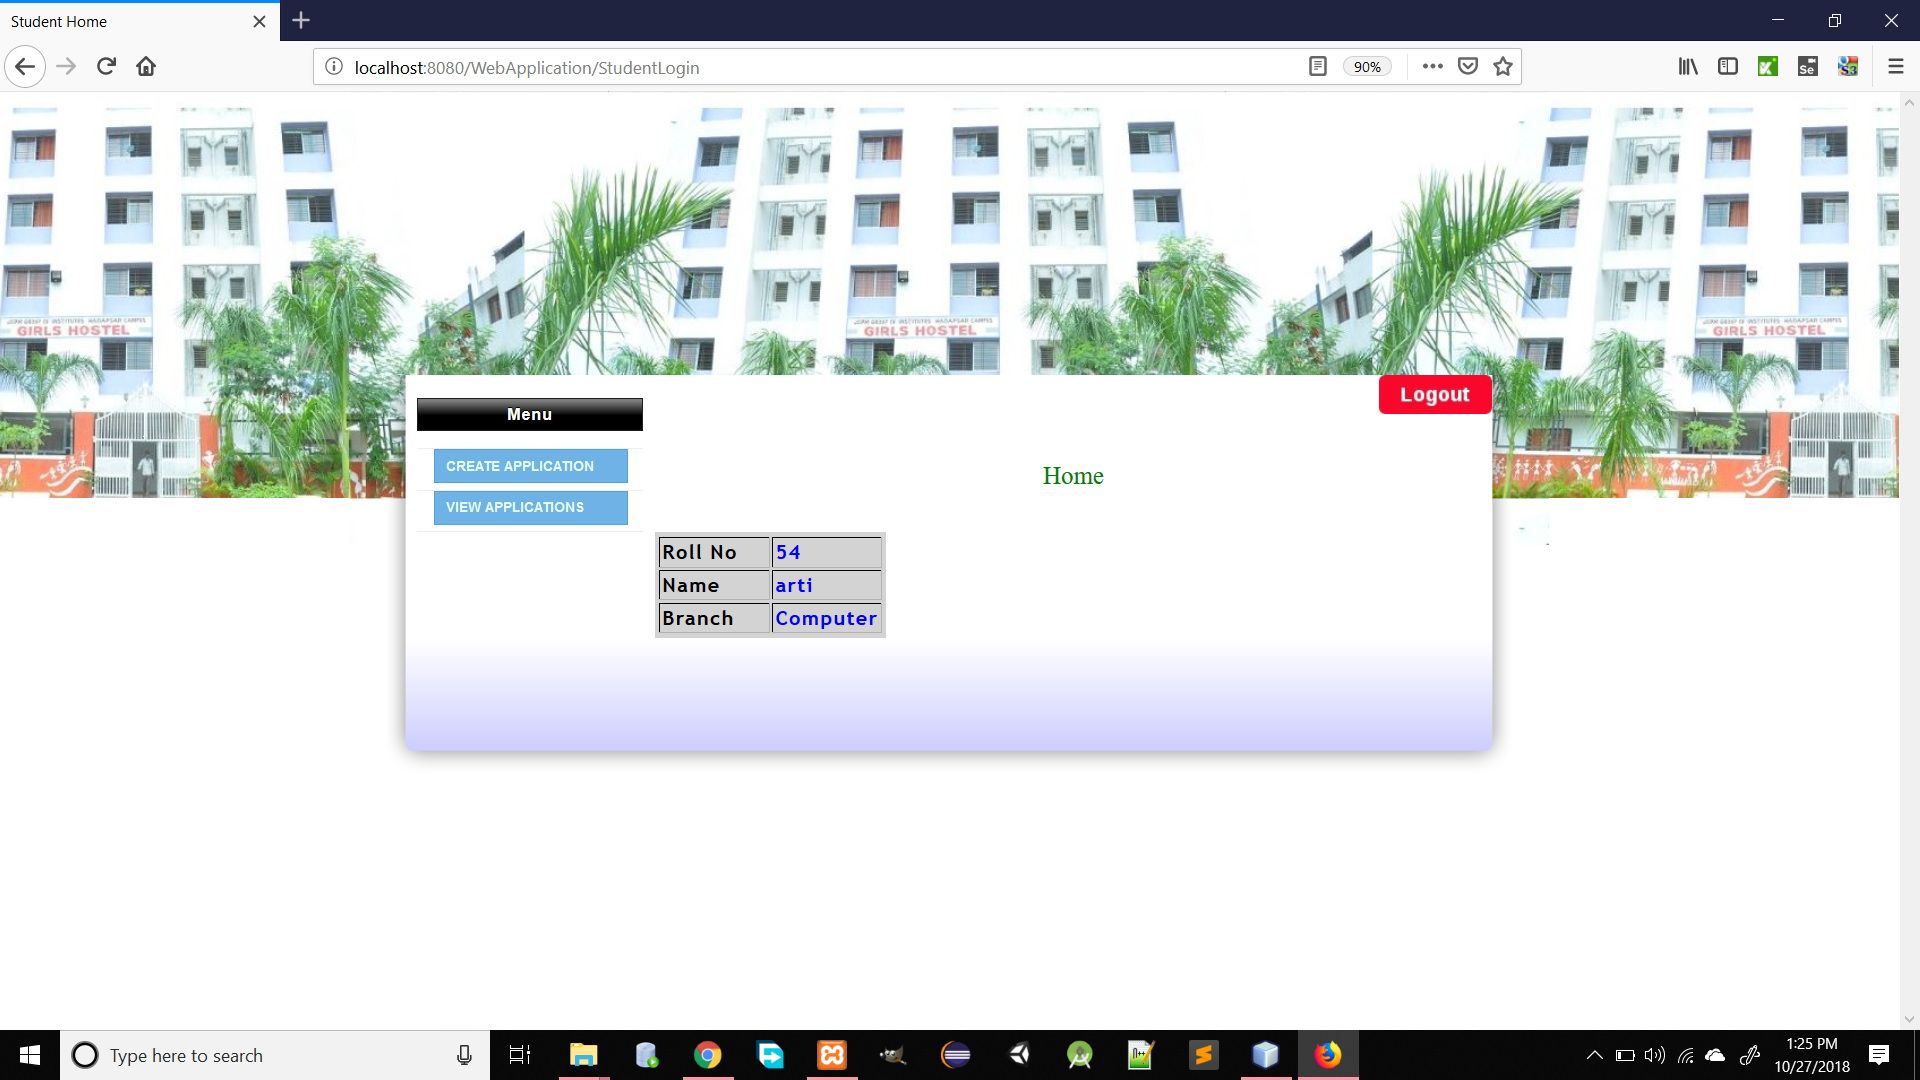 Student Home
localhost:8080/WebApplication/StudentLogin
90%
Se
GIRLS HOSTEL
GIRLS HOSTEL
GIRLS HOSTEL
Logout
Menu
CREATE APPLICATION
VIEW APPLICATIONS
Home
Roll No 54
Name arti
Branch Computer
Type here to search
1:25 PM
10/27/2018